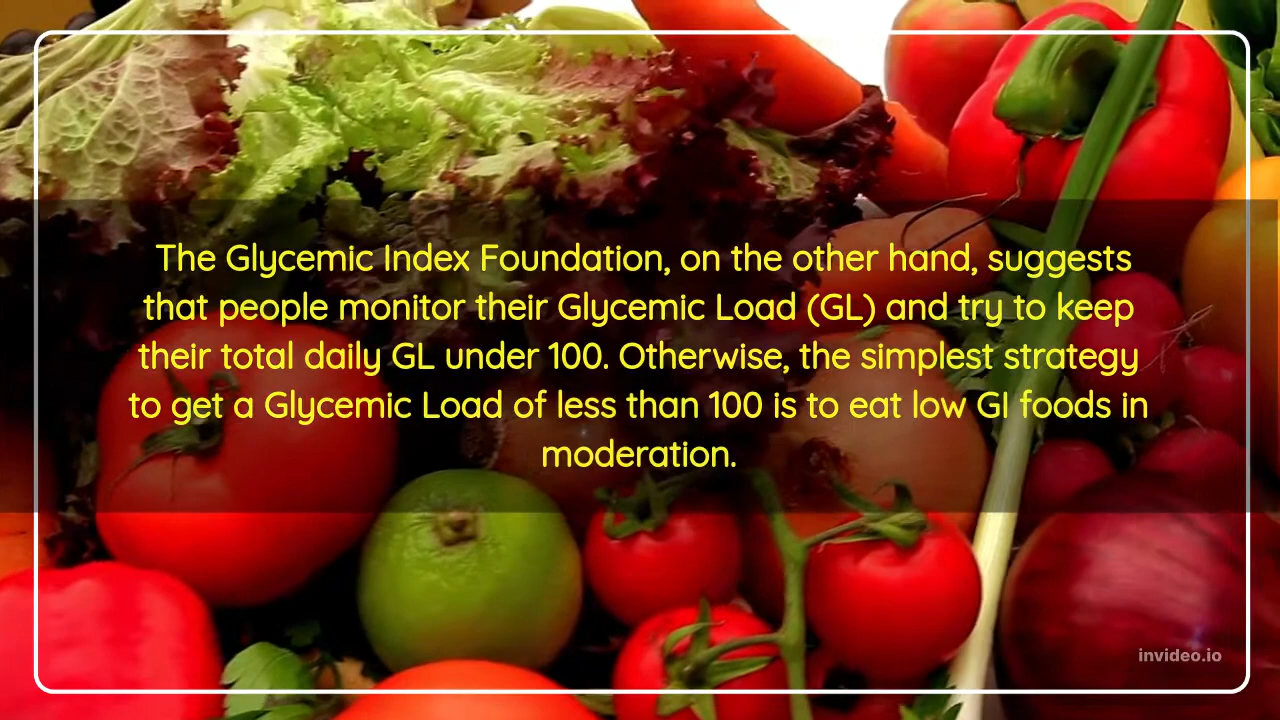 The Glycemic Index Foundation, on the other hand, suggests
that people monitor their Glycemic Load (GL) and try to keep
their total daily GL under 100. Otherwise, the simplest strategy
to get a Glycemic Load of less than 100 is to eat low GI foods in
moderation.
invideo.io